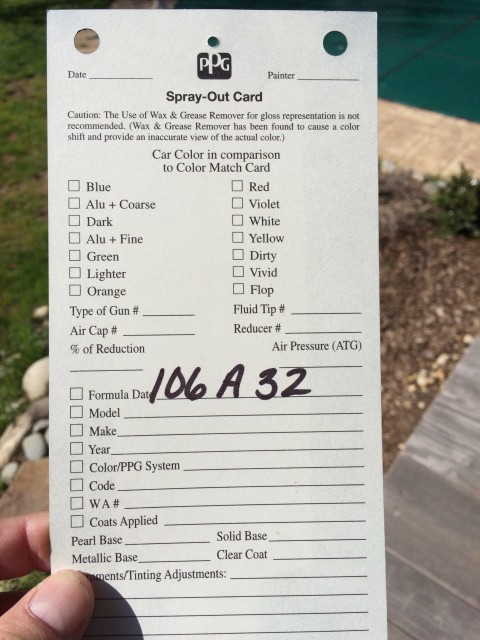 PPG
Date Painter
Spray-Out Card
Caution: The Use of Wax & Grease Remover for gloss representation is not
recommended. (Wax & Grease Remover has been found to cause a color
shift and provide an inaccurate view of the actual color.)
Car Color in comparison
to Color Match Card
Blue Red
Alu + Coarse Violet
Dark White
Alu + Fine Yellow
Green Dirty
Lighter Vivid
Orange Flop
Type of Gun # Fluid Tip #
Air Cap # Reducer #
% of Reduction Air Pressure (ATG)
106 A 32
Formula Date
Model
Make
Year
Color/PPG System
Code
WA #
Coats Applied
Pearl Base Solid Base
Metallic Base Clear Coat
mments/Tinting Adjustments: